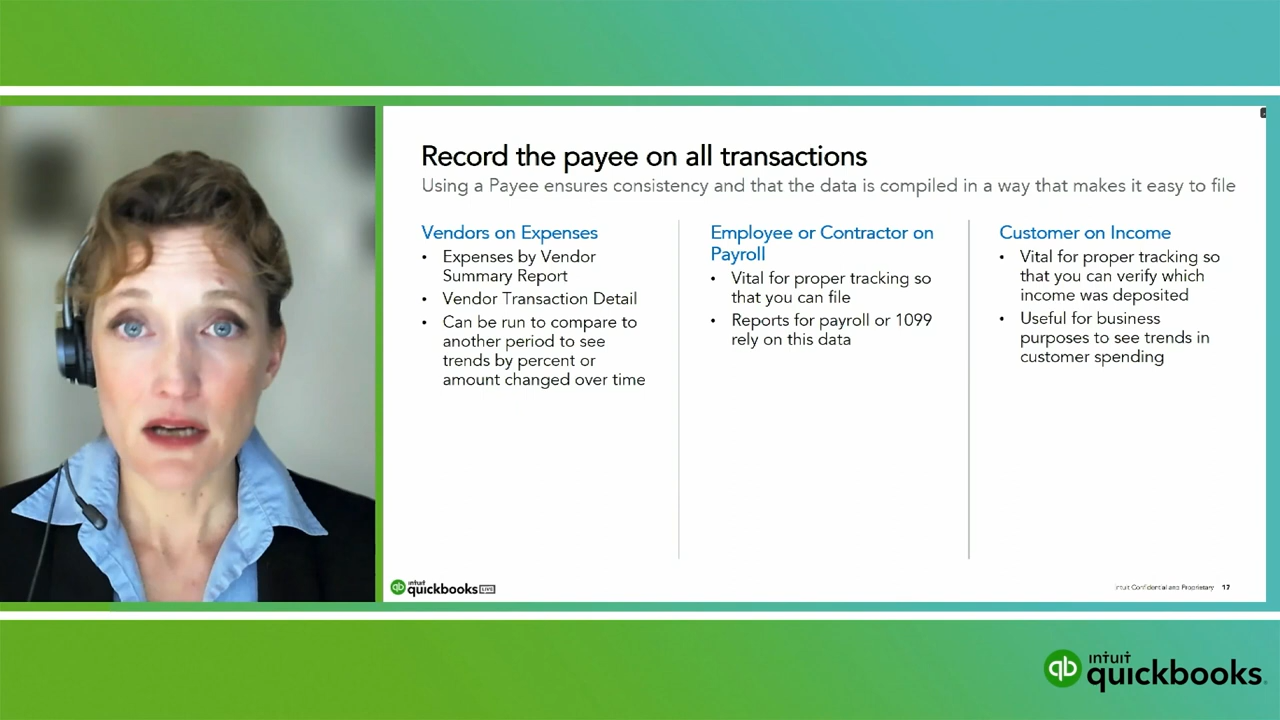 Record the payee on all transactions
Using a Payee ensures consistency and that the data is compiled in a way that makes it easy to file
Vendors on Expenses
• Expenses by Vendor
Summary Report
• Vendor Transaction Detail
• Can be run to compare to
another period to see
trends by percent or
amount changed over time
Employee or Contractor on
Payroll
• Vital for proper tracking so
that you can file
• Reports for payroll or 1099
rely on this data
Customer on Income
• Vital for proper tracking so
that you can verify which
income was deposited
• Useful for business
purposes to see trends in
customer spending
intuit
quickbooks LIVE
Intuit Confidential and Proprietary 17
qb
intuit
quickbooks.